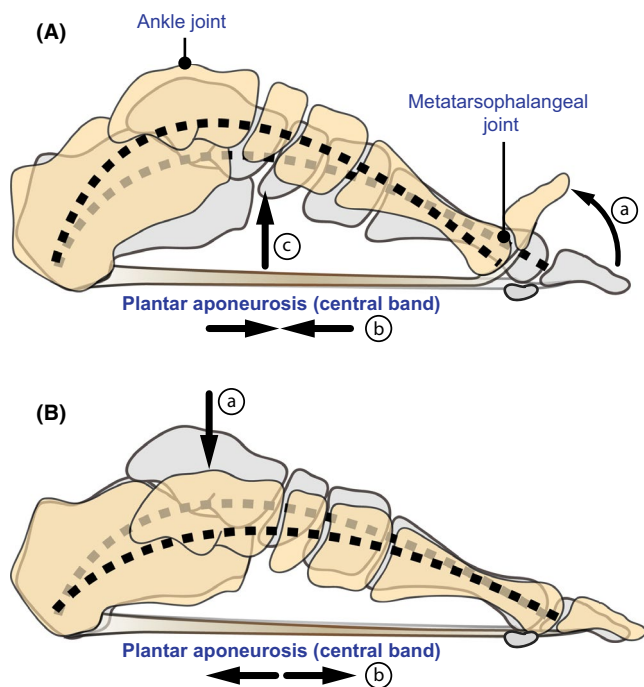 (A)
Ankle joint
Metatarsophalangeal
joint
a
c
Plantar aponeurosis (central band)
b
(B)
a
Plantar aponeurosis (central band)
b